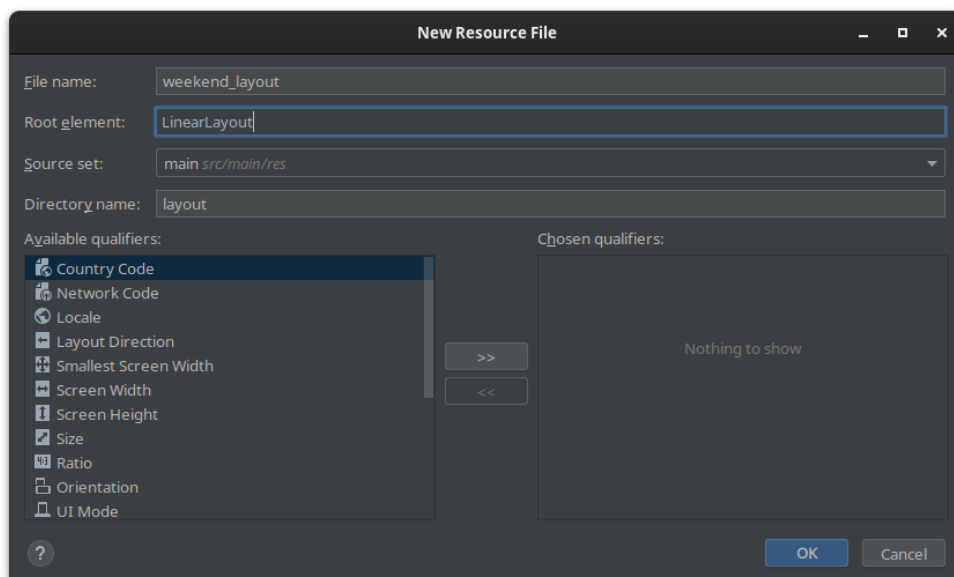 New Resource File
File name: weekend_layout
Root element: LinearLayout
Source set: main src/main/res
Directory name: layout
Available qualifiers: Chosen qualifiers:
Country Code
Network Code
Locale
Layout Direction
Smallest Screen Width
Screen Width
Screen Height
Size
Ratio
Orientation
UI Mode
>>
<<
Nothing to show
? OK Cancel